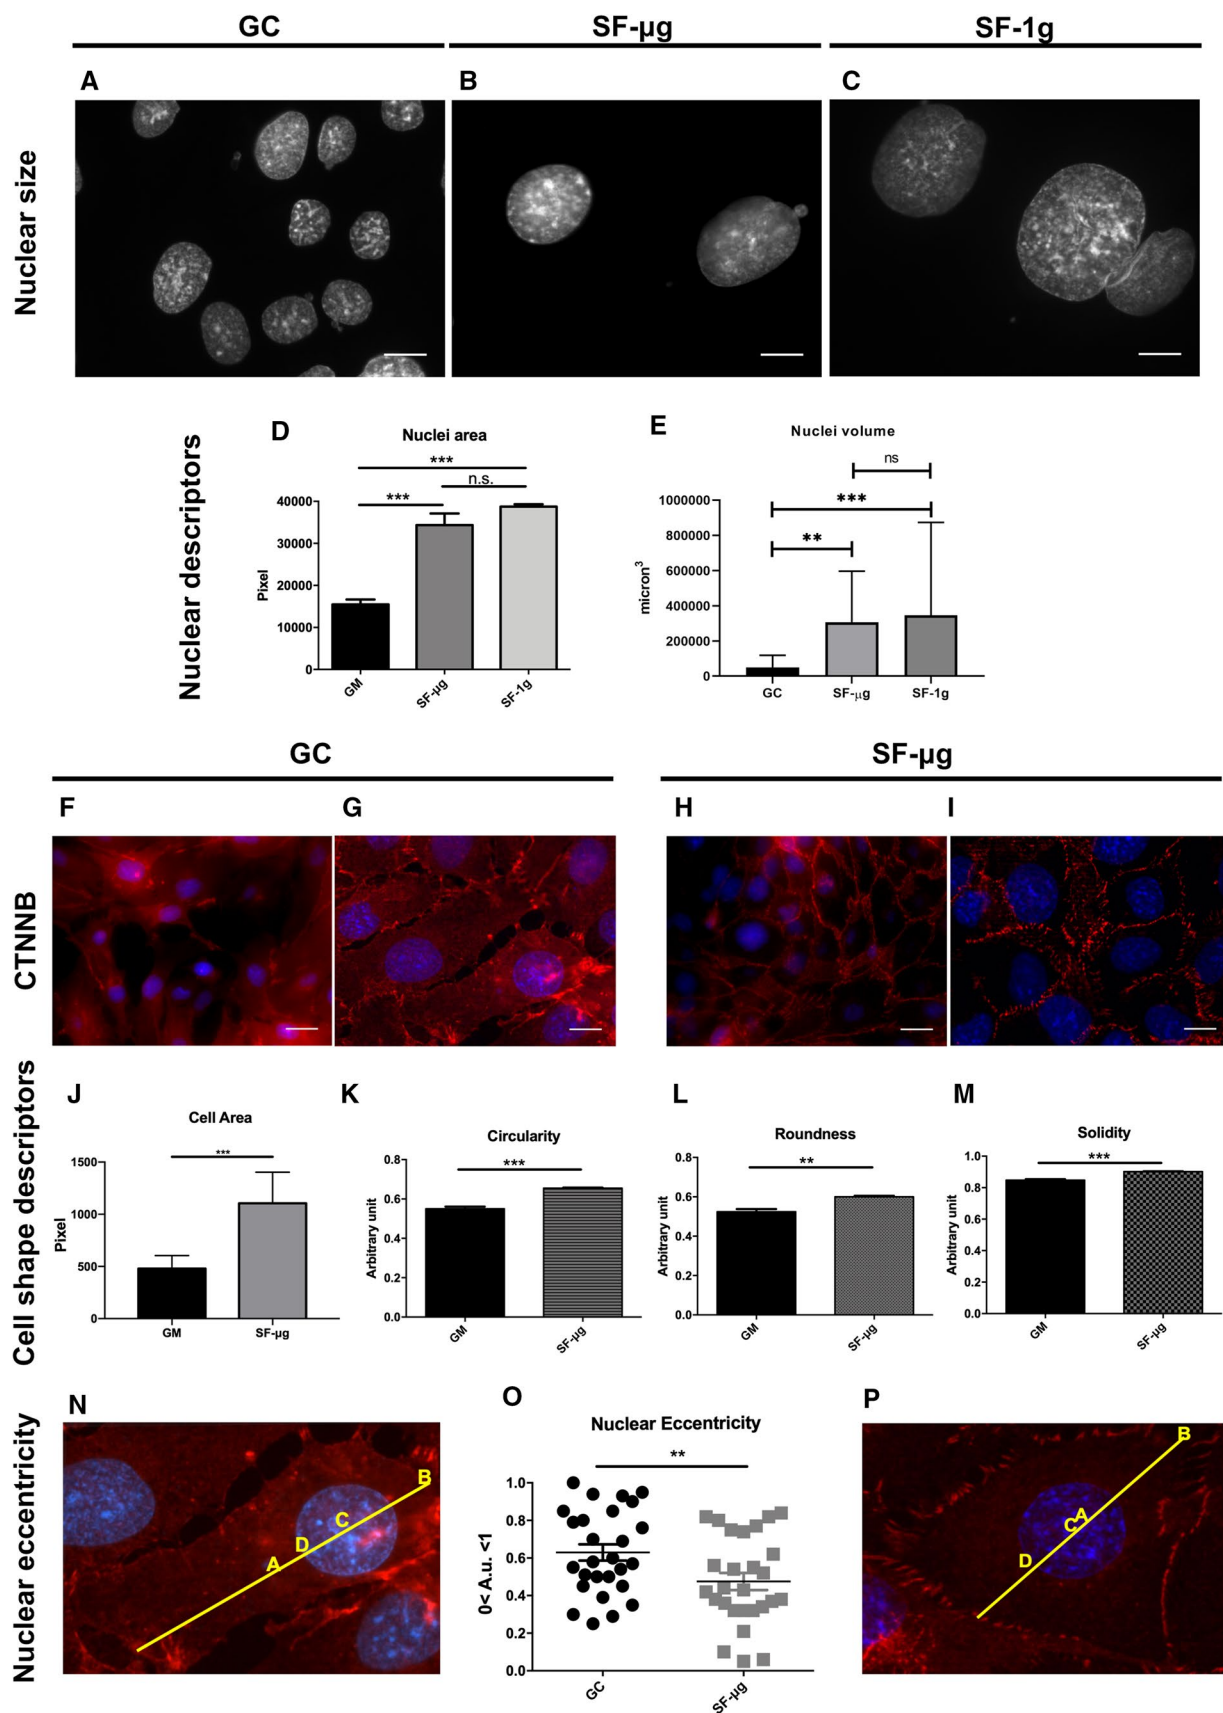 GC
SF-µg
SF-1g
Nuclear size
A
B
C
Nuclear descriptors
D
Nuclei area
***
n.s.
***
Pixel
40000
30000
20000
10000
0
GM
SF-µg
SF-1g
E
Nuclei volume
ns
***
**
micron3
1000000
800000
600000
400000
200000
0
GC
SF-µg
SF-1g
GC
SF-µg
CTNNB
F
G
H
I
Cell shape descriptors
J
Cell Area
***
Pixel
1500
1000
500
0
GM
SF-µg
K
Circularity
***
Arbitrary unit
0.8
0.6
0.4
0.2
0.0
GM
SF-µg
L
Roundness
**
Arbitrary unit
0.8
0.6
0.4
0.2
0.0
GM
SF-µg
M
Solidity
***
Arbitrary unit
1.0
0.8
0.6
0.4
0.2
0.0
GM
SF-µg
Nuclear eccentricity
N
B
C
D
A
O
Nuclear Eccentricity
**
0< A.u. <1
1.0
0.8
0.6
0.4
0.2
0.0
GC
SF-µg
P
B
A
C
D